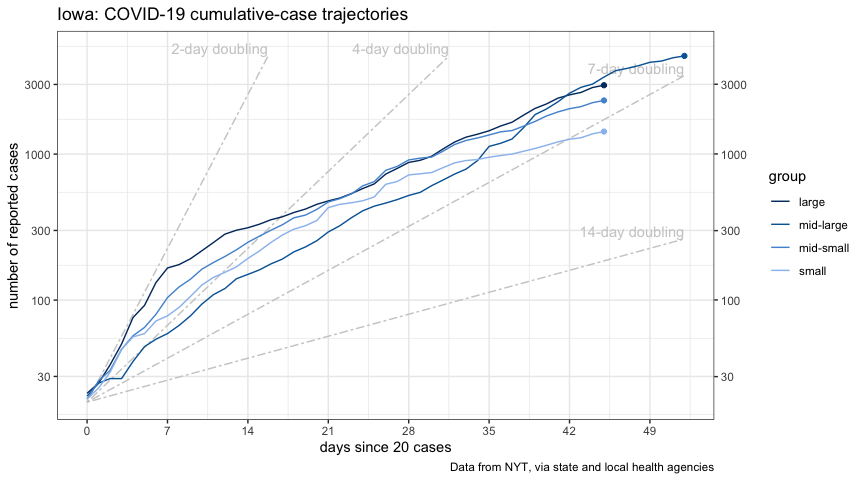 Iowa: COVID-19 cumulative-case trajectories
2-day doubling
4-day doubling
7-day doubling
14-day doubling
number of reported cases
3000
1000
300
100
30
3000
1000
300
100
30
0 7 14 21 28 35 42 49
days since 20 cases
group
large
mid-large
mid-small
small
Data from NYT, via state and local health agencies